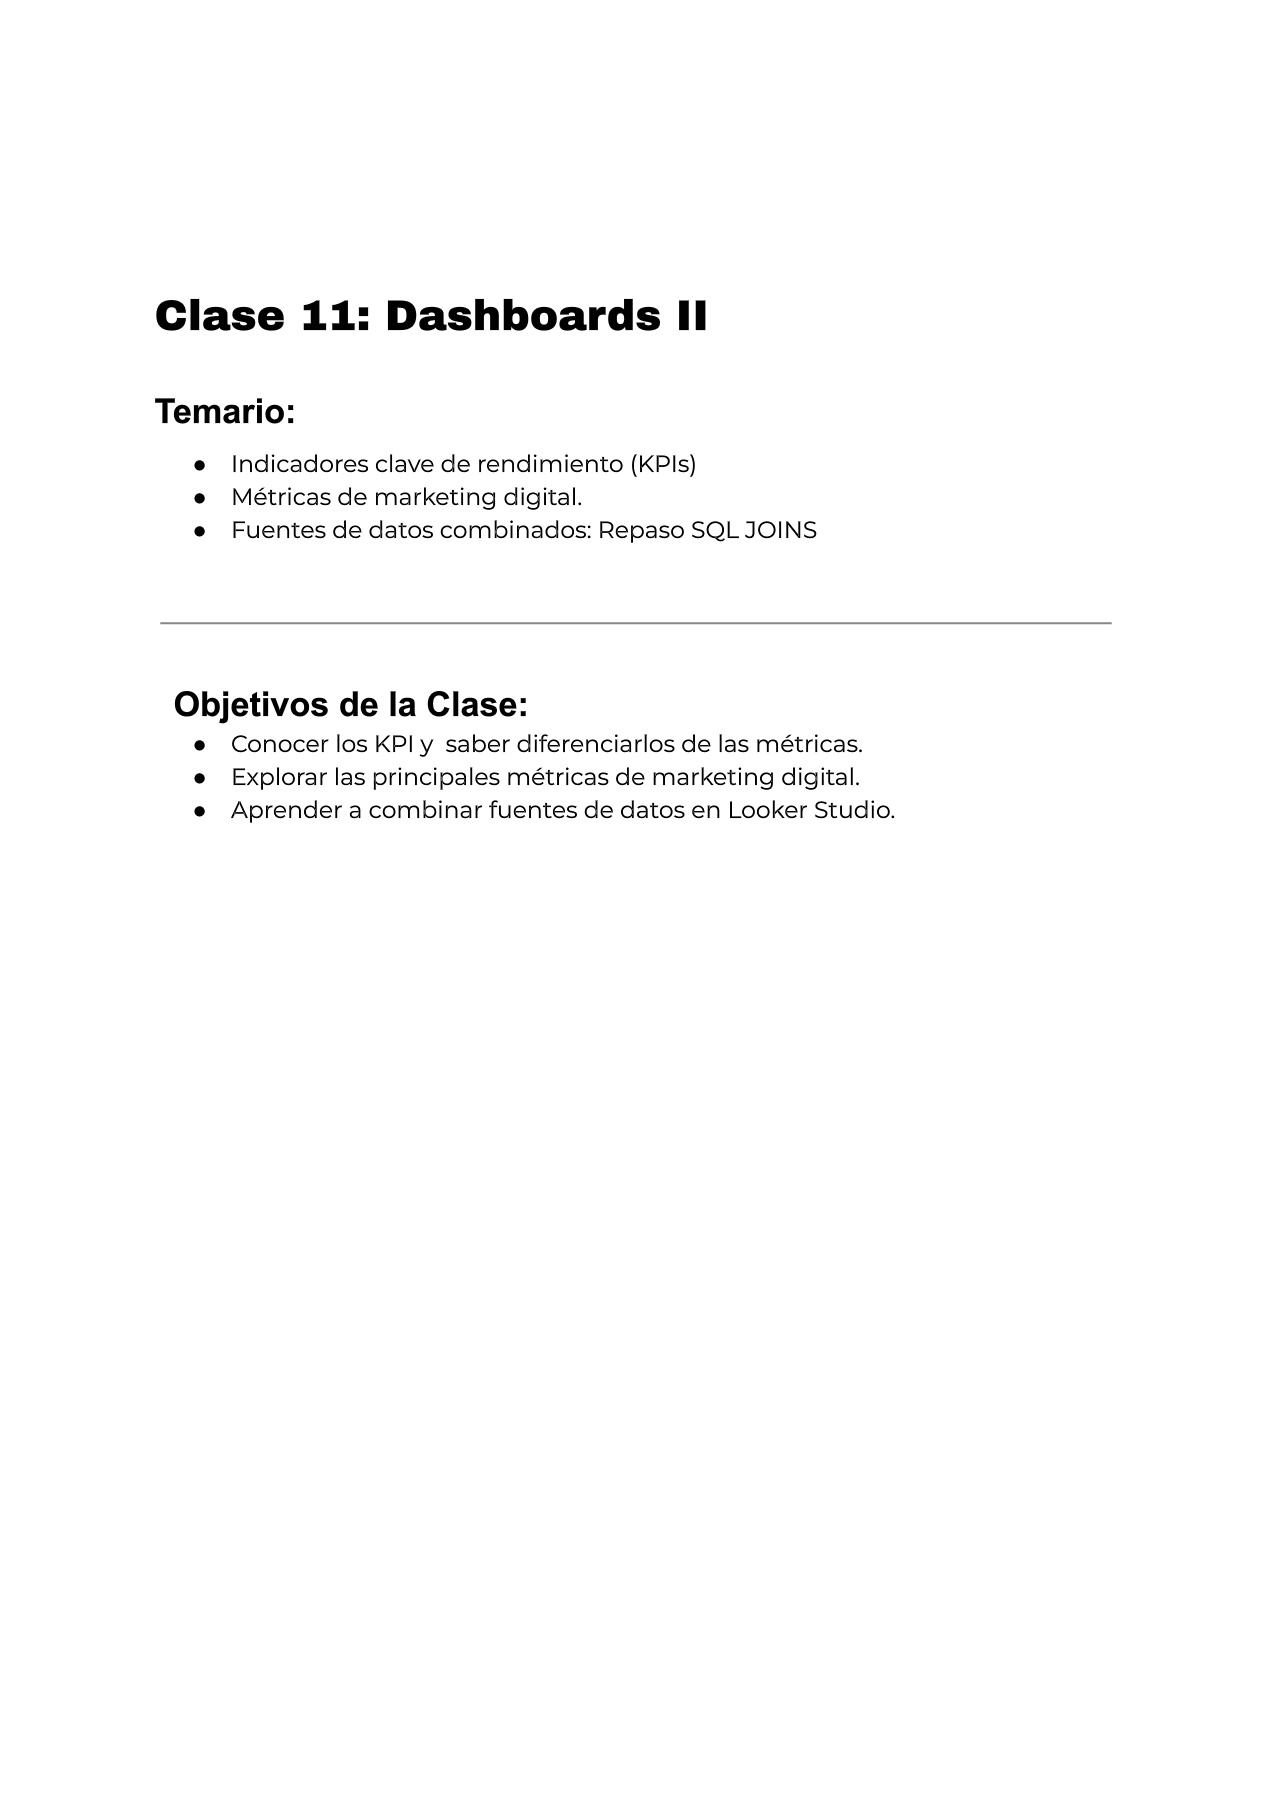 Clase 11: Dashboards II
Temario:
● Indicadores clave de rendimiento (KPIs)
● Métricas de marketing digital.
● Fuentes de datos combinados: Repaso SQL JOINS
Objetivos de la Clase:
● Conocer los KPI y  saber diferenciarlos de las métricas.
● Explorar las principales métricas de marketing digital.
● Aprender a combinar fuentes de datos en Looker Studio.